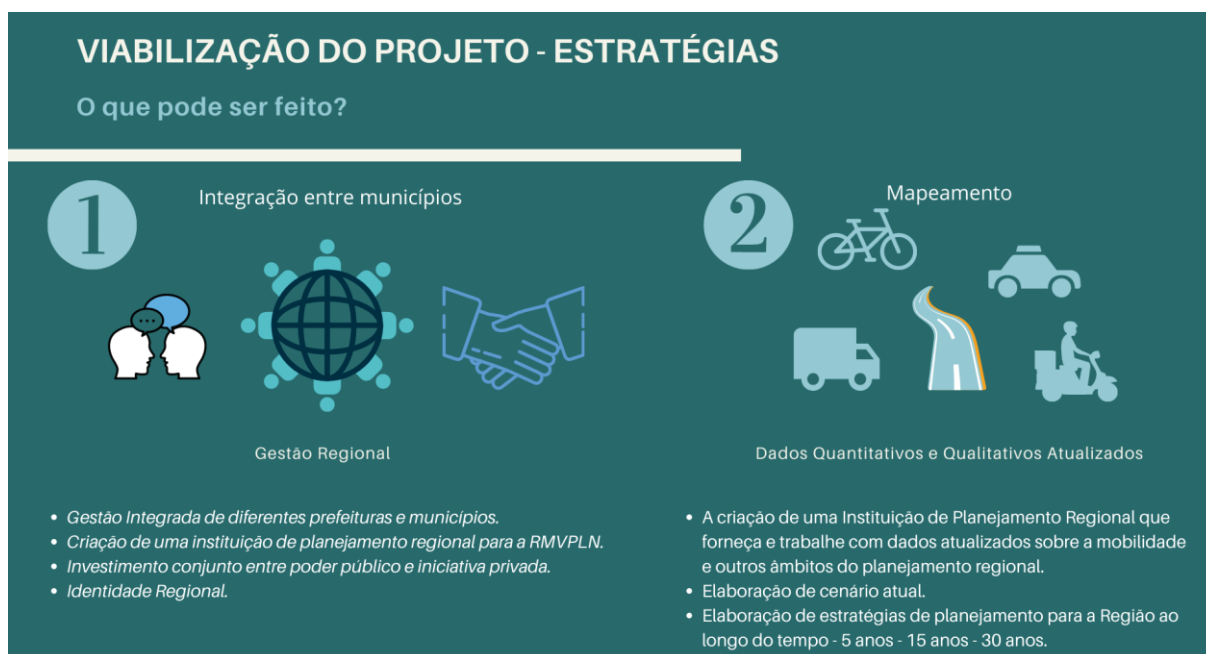 VIABILIZAÇÃO DO PROJETO - ESTRATÉGIAS
O que pode ser feito?
1
Integração entre municípios
Gestão Regional
• Gestão Integrada de diferentes prefeituras e municípios.
• Criação de uma instituição de planejamento regional para a RMVPLN.
• Investimento conjunto entre poder público e iniciativa privada.
• Identidade Regional.
2
Mapeamento
Dados Quantitativos e Qualitativos Atualizados
• A criação de uma Instituição de Planejamento Regional que
forneça e trabalhe com dados atualizados sobre a mobilidade
e outros âmbitos do planejamento regional.
• Elaboração de cenário atual.
• Elaboração de estratégias de planejamento para a Região ao
longo do tempo - 5 anos - 15 anos - 30 anos.